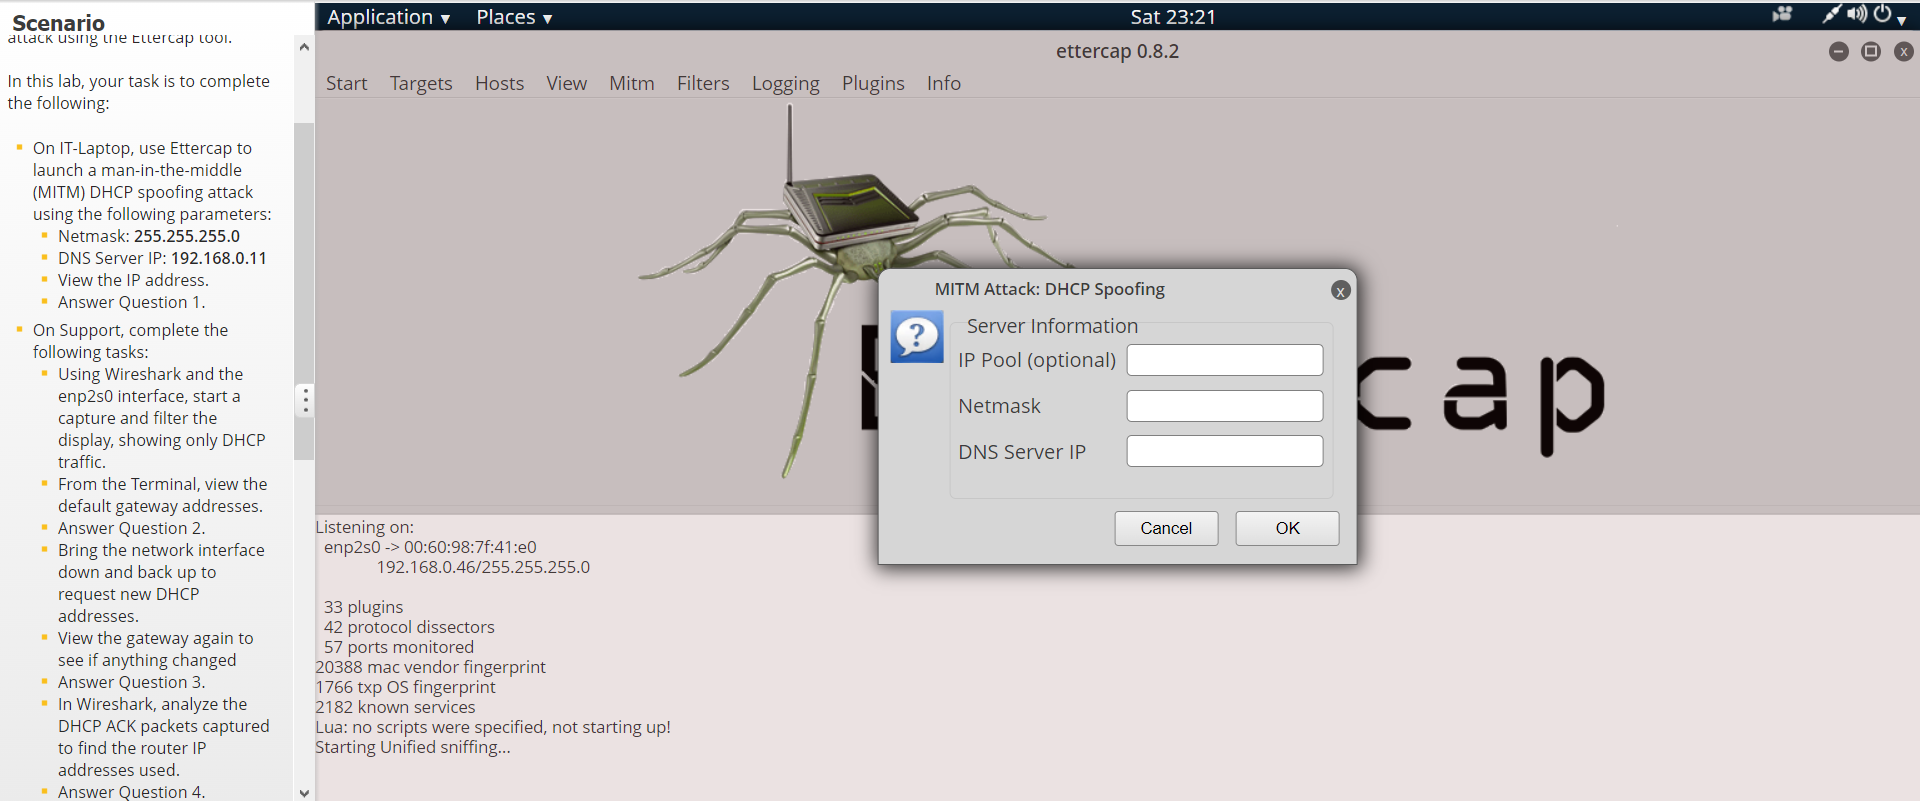 Scenario
attack using the Ettercap tool.
In this lab, your task is to complete
the following:
On IT-Laptop, use Ettercap to
launch a man-in-the-middle
(MITM) DHCP spoofing attack
using the following parameters:
Netmask: 255.255.255.0
DNS Server IP: 192.168.0.11
View the IP address.
Answer Question 1.
On Support, complete the
following tasks:
Using Wireshark and the
enp2s0 interface, start a
capture and filter the
display, showing only DHCP
traffic.
From the Terminal, view the
default gateway addresses.
Answer Question 2.
Bring the network interface
down and back up to
request new DHCP
addresses.
View the gateway again to
see if anything changed
Answer Question 3.
In Wireshark, analyze the
DHCP ACK packets captured
to find the router IP
addresses used.
Answer Question 4.
Application Places Sat 23:21
ettercap 0.8.2
Start Targets Hosts View Mitm Filters Logging Plugins Info
cap
MITM Attack: DHCP Spoofing
Server Information
IP Pool (optional)
Netmask
DNS Server IP
Cancel OK
Listening on:
enp2s0 -> 00:60:98:7f:41:e0
192.168.0.46/255.255.255.0
33 plugins
42 protocol dissectors
57 ports monitored
20388 mac vendor fingerprint
1766 txp OS fingerprint
2182 known services
Lua: no scripts were specified, not starting up!
Starting Unified sniffing...